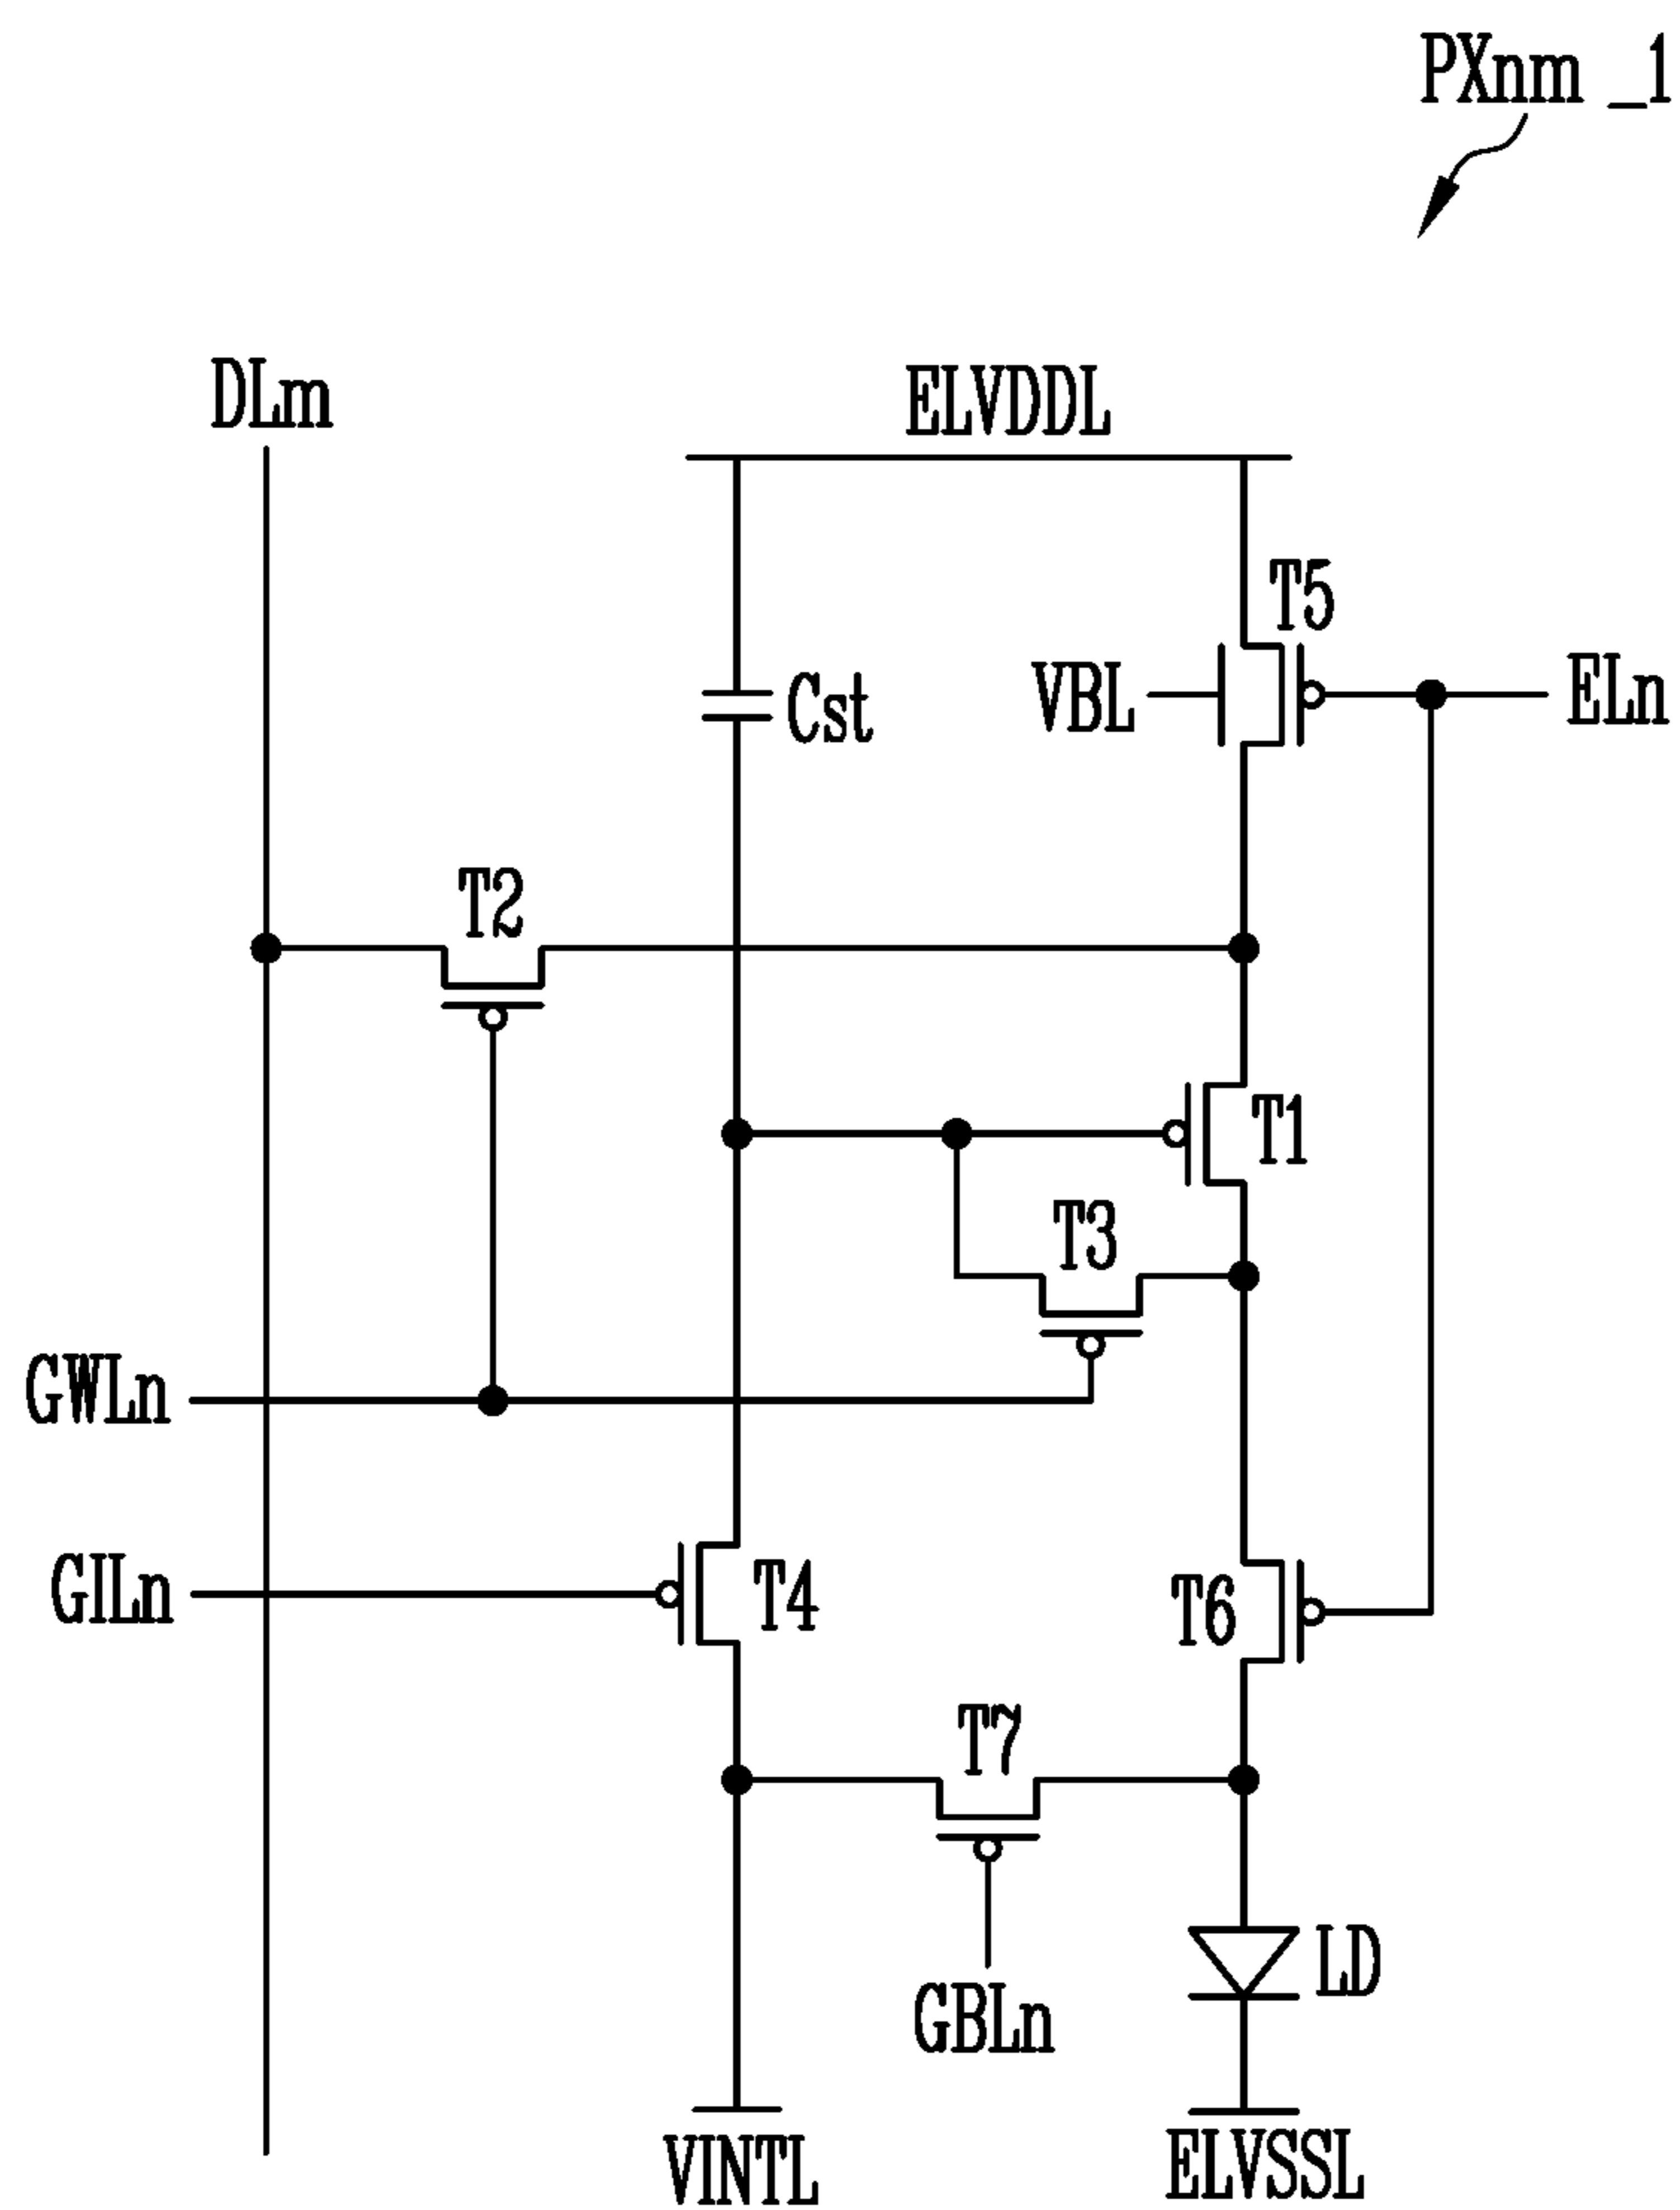 PXnm _1
DLm
ELVDDL
T5
VBL
ELn
Cst
T2
T1
T3
GWLn
GILn
T4
T6
T7
LD
GBLn
VINTL
ELVSSL